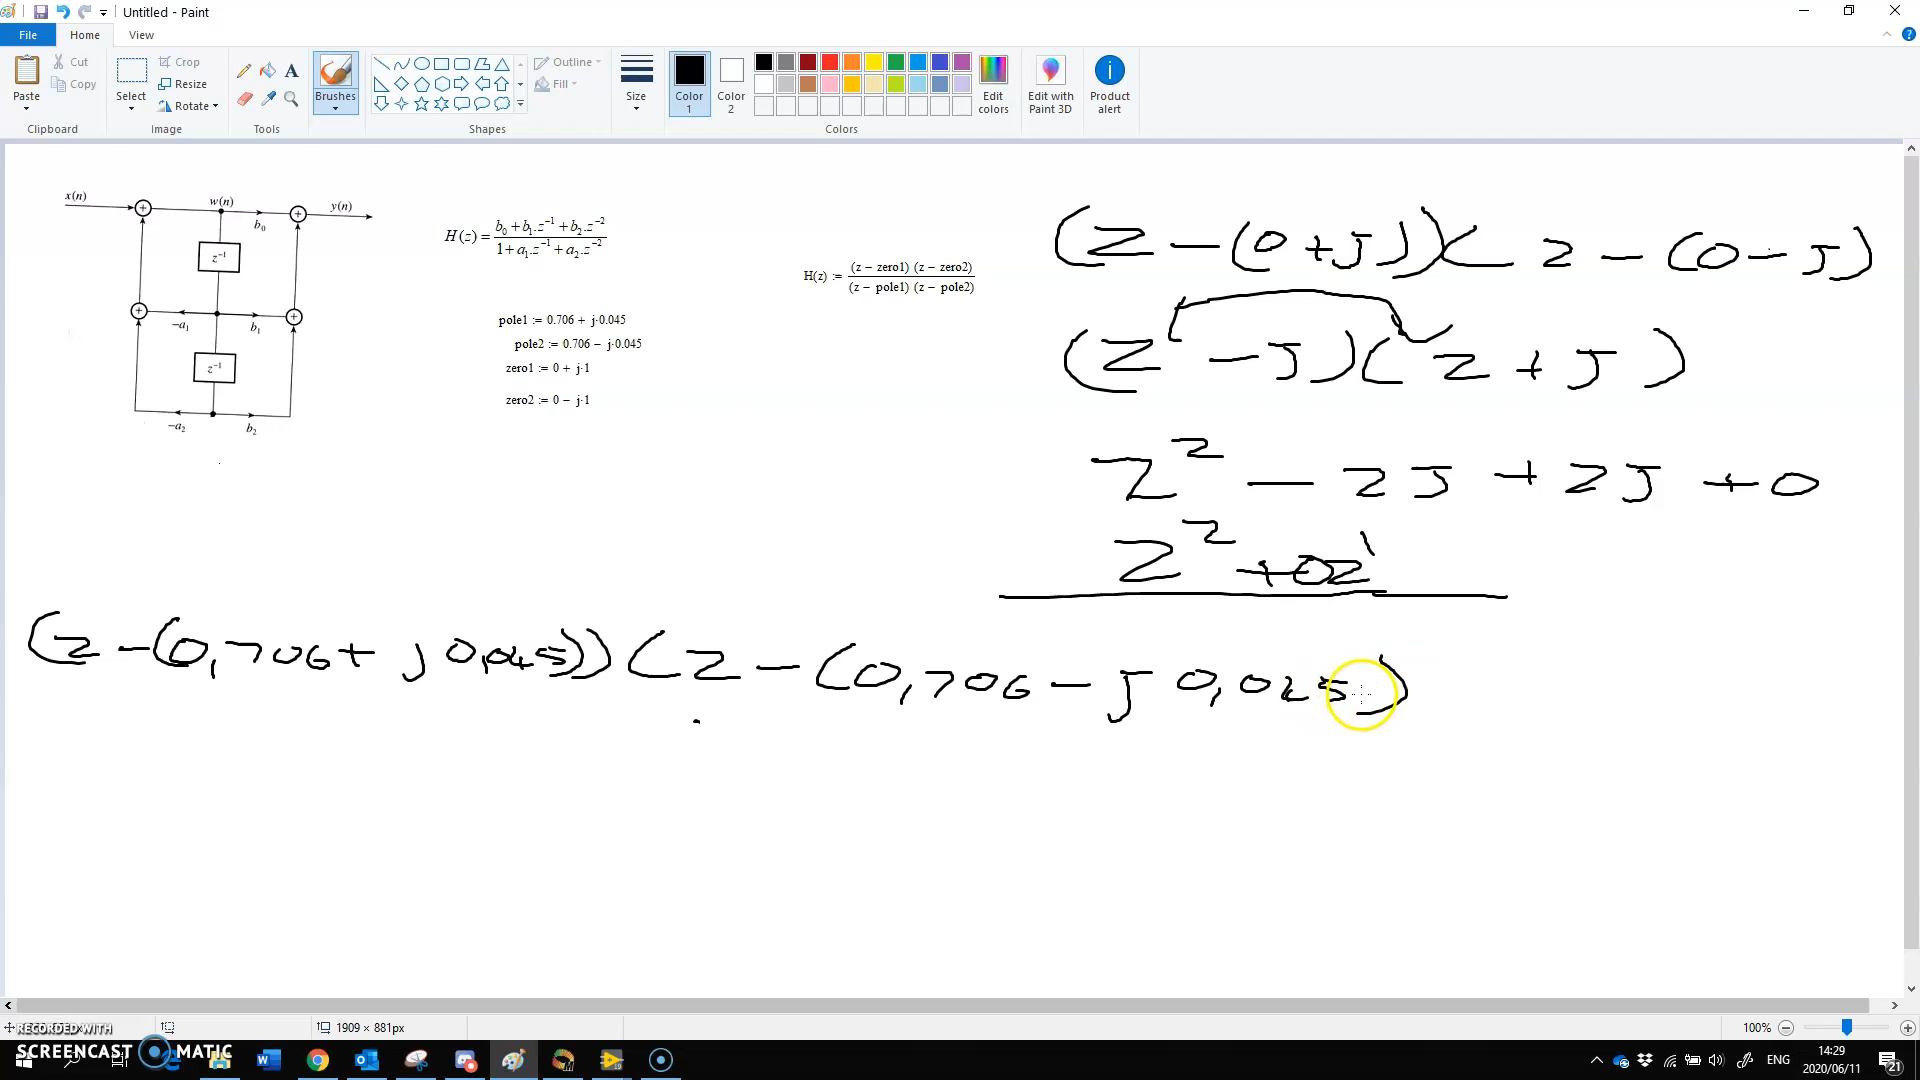 Untitled - Paint
File Home View
Paste Cut Copy Clipboard
Select Crop Resize Rotate Image
Tools
Brushes
Shapes
Outline Fill
Size
Color 1
Color 2
Colors
Edit colors
Edit with Paint 3D
Product alert
x(n) w(n) y(n)
b₀
z⁻¹
-a₁ b₁
z⁻¹
-a₂ b₂
H(z) = (b₀ + b₁.z⁻¹ + b₂.z⁻²) / (1 + a₁.z⁻¹ + a₂.z⁻²)
H(z) := (z − zero1) (z − zero2) / (z − pole1) (z − pole2)
pole1 := 0.706 + j·0.045
pole2 := 0.706 − j·0.045
zero1 := 0 + j·1
zero2 := 0 − j·1
(z − (0 + j))(z − (0 − j)
(z − j)(z + j)
z² − zj + zj + 0
z² + 0z¹
(z − (0,706 + j 0,045))(z − (0,706 − j 0,045)
1909 × 881px
100%
RECORDED WITH
SCREENCAST MATIC
ENG
14:29
2020/06/11
21